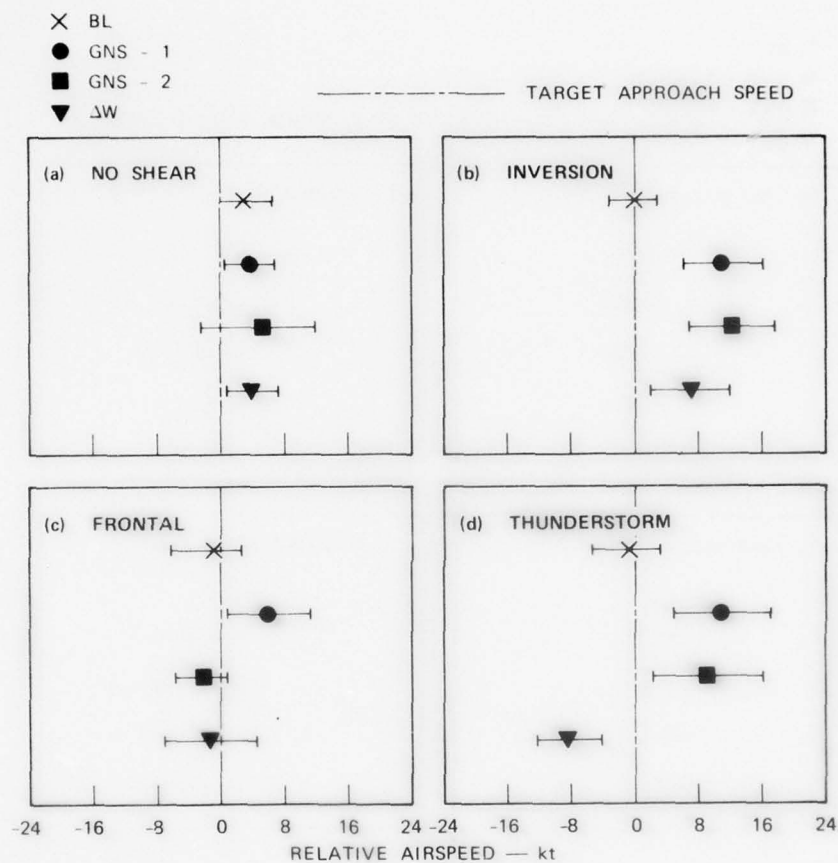 BL
GNS - 1
GNS - 2
ΔW
TARGET APPROACH SPEED
(a) NO SHEAR
(b) INVERSION
(c) FRONTAL
(d) THUNDERSTORM
-24 -16 -8 0 8 16 24 -24 -16 -8 0 8 16 24
RELATIVE AIRSPEED — kt